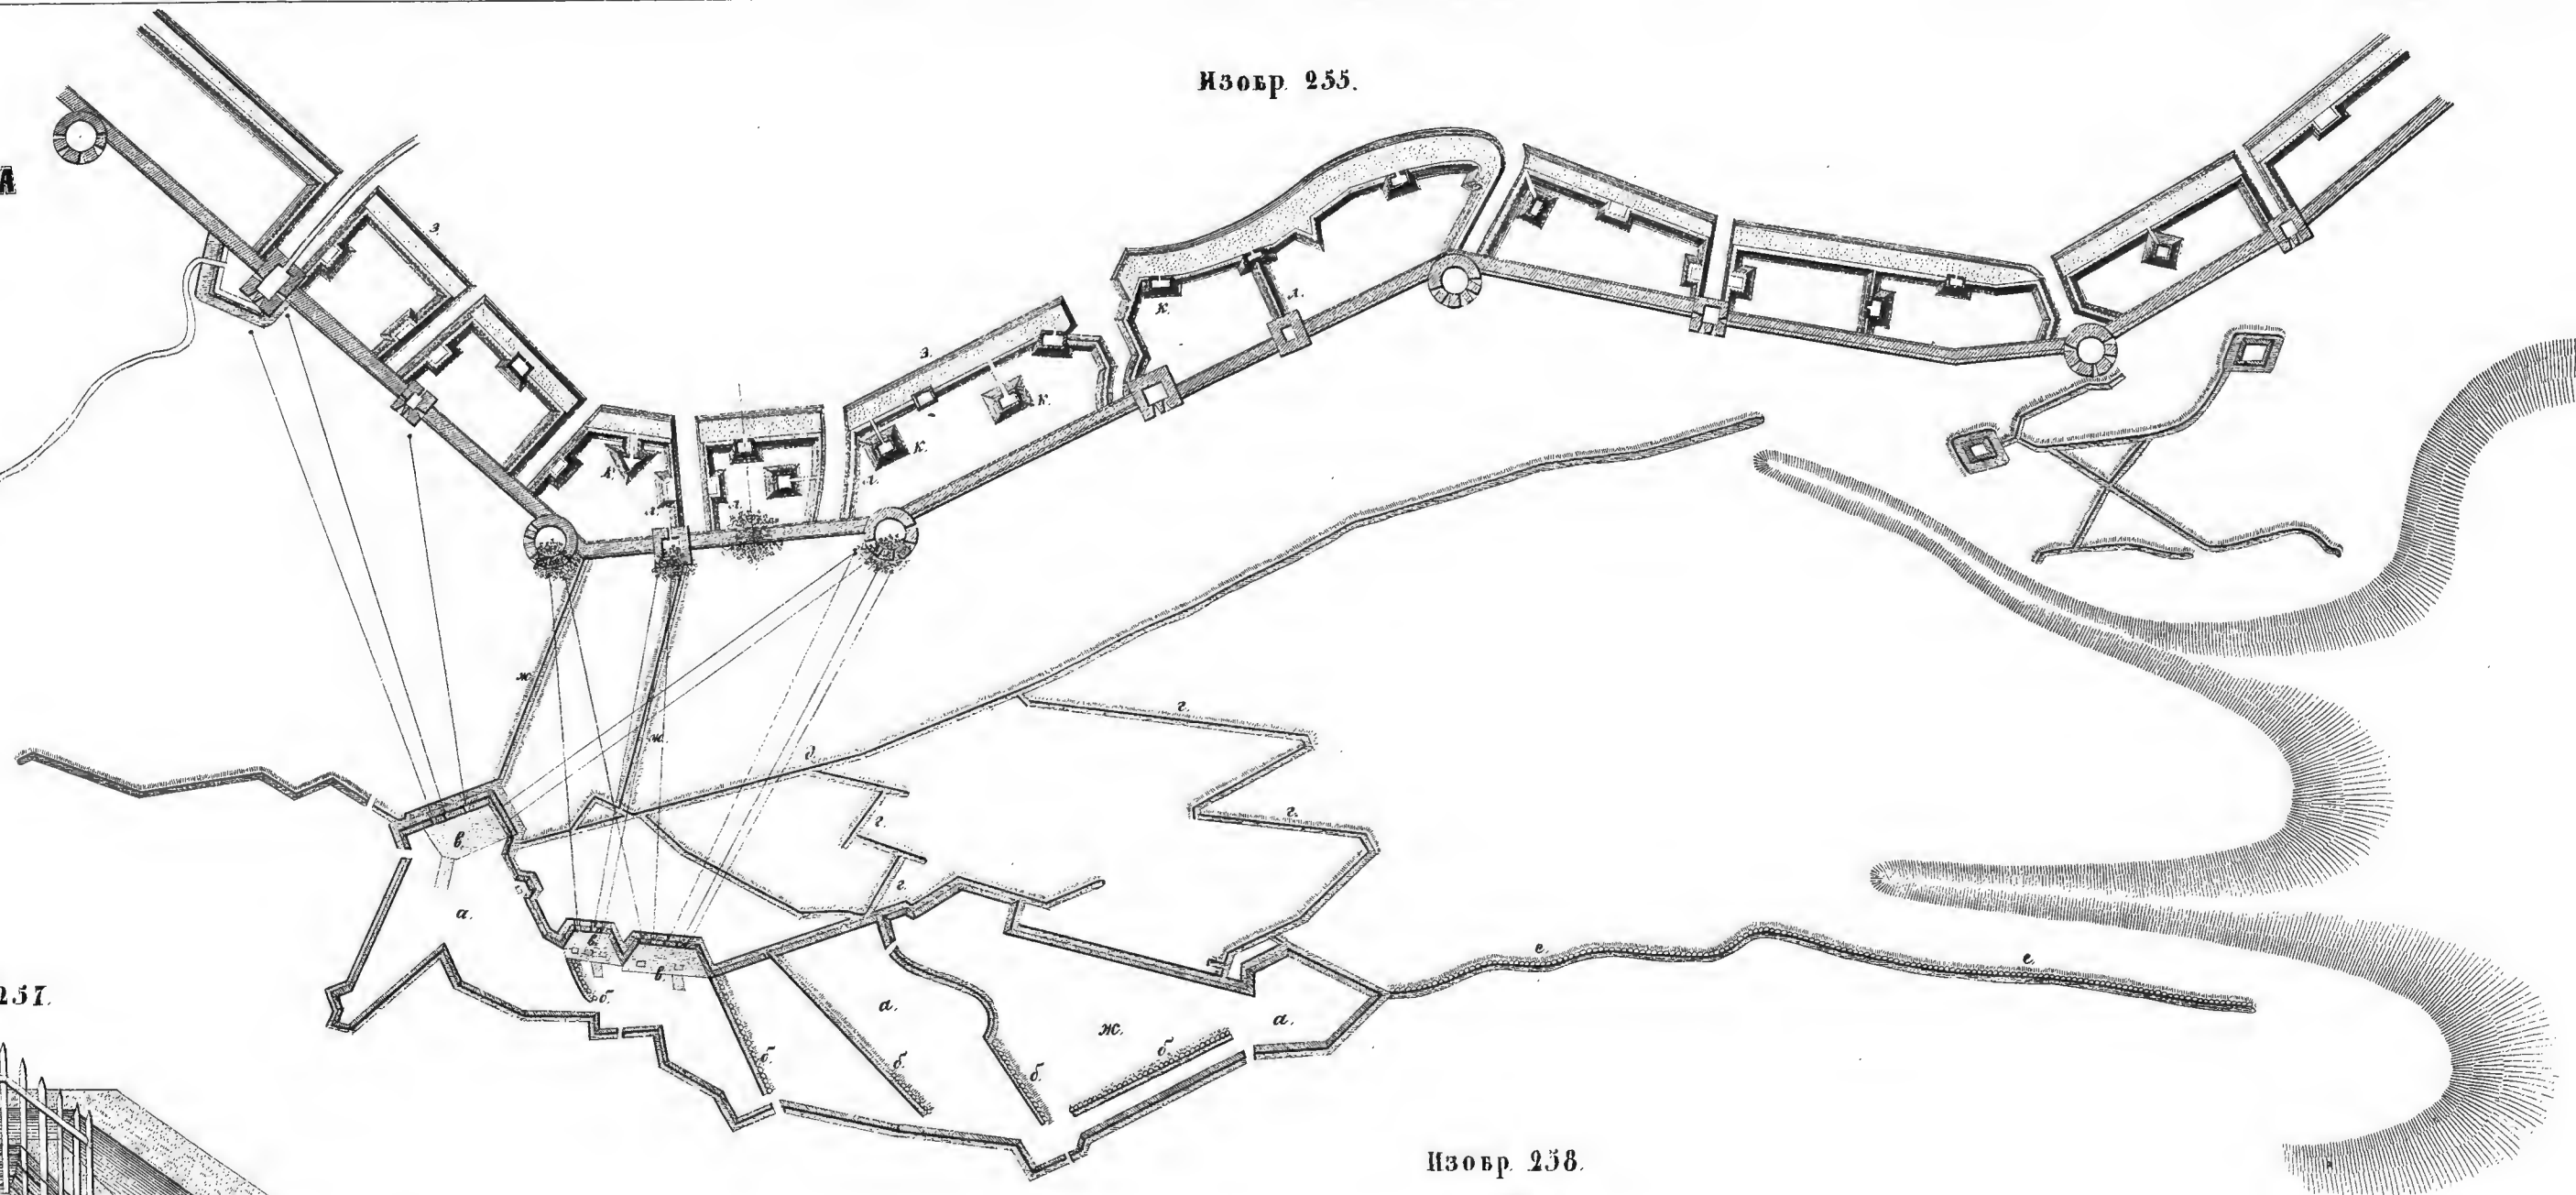 Изобр. 255.
А
з.
л.
з.
к.
к.
к.
л.
л.
л.
ж.
ж.
д.
г.
г.
г.
г.
в.
а.
в.
в.
е.
е.
257.
б.
а.
ж.
а.
б.
б.
б.
б.
Изобр. 258.